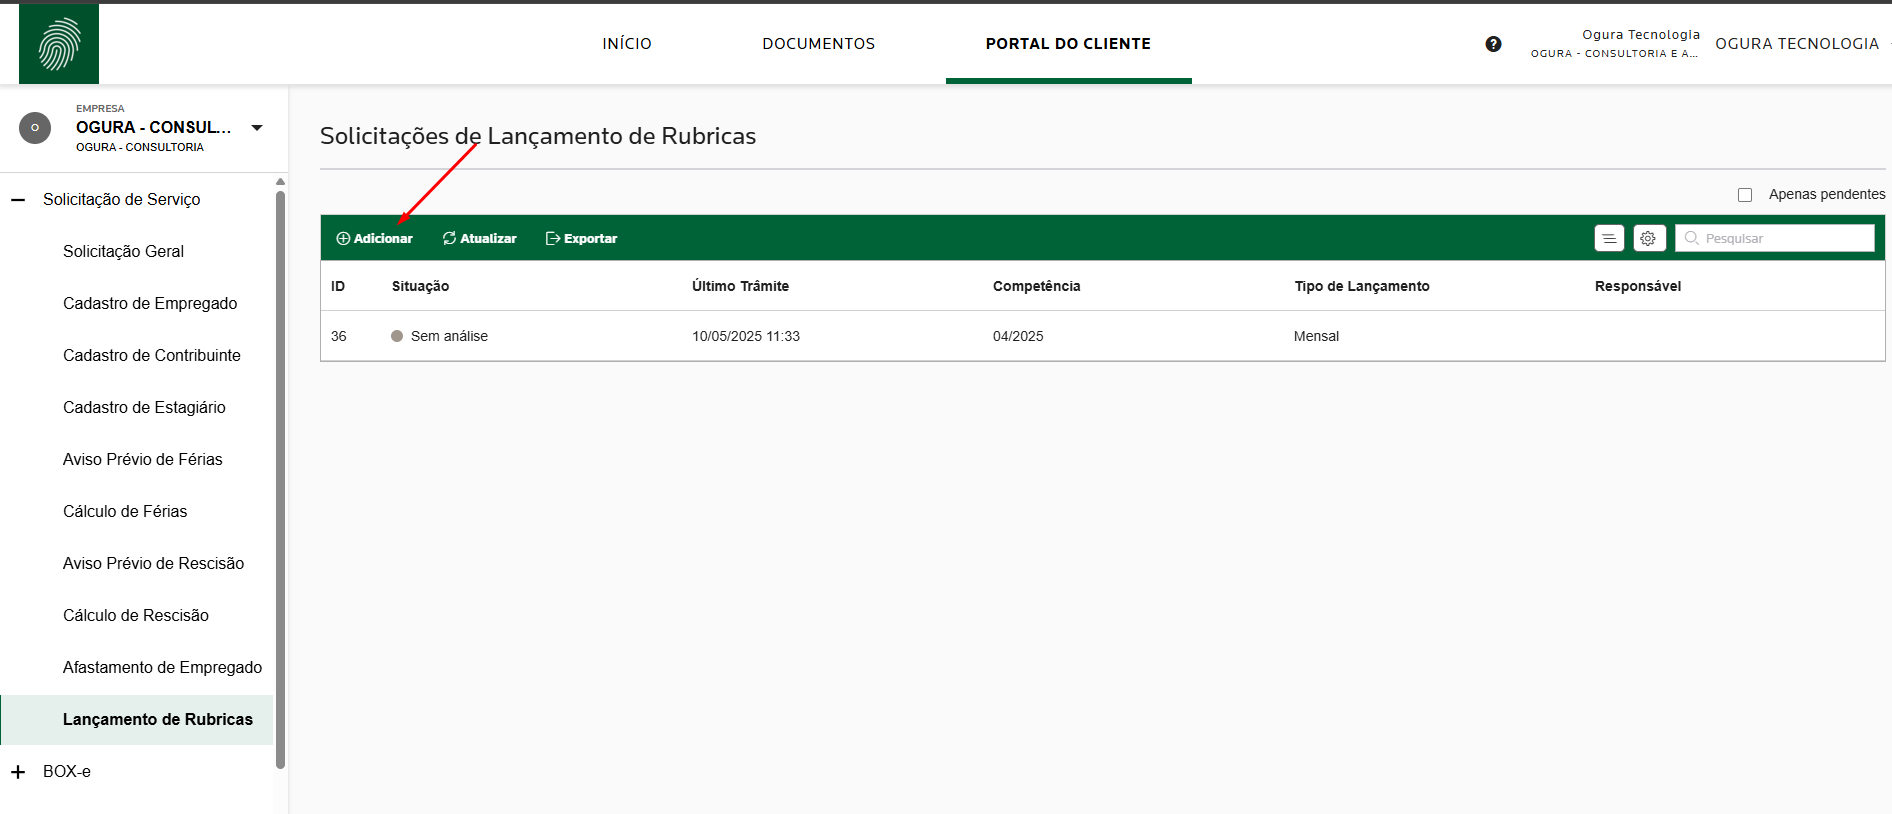 INÍCIO
DOCUMENTOS
PORTAL DO CLIENTE
?
Ogura Tecnologia
OGURA - CONSULTORIA E A...
OGURA TECNOLOGIA
O
EMPRESA
OGURA - CONSUL...
OGURA - CONSULTORIA
Solicitação de Serviço
Solicitação Geral
Cadastro de Empregado
Cadastro de Contribuinte
Cadastro de Estagiário
Aviso Prévio de Férias
Cálculo de Férias
Aviso Prévio de Rescisão
Cálculo de Rescisão
Afastamento de Empregado
Lançamento de Rubricas
BOX-e
Solicitações de Lançamento de Rubricas
Apenas pendentes
Adicionar Atualizar Exportar Pesquisar
ID Situação Último Trâmite Competência Tipo de Lançamento Responsável
36 Sem análise 10/05/2025 11:33 04/2025 Mensal